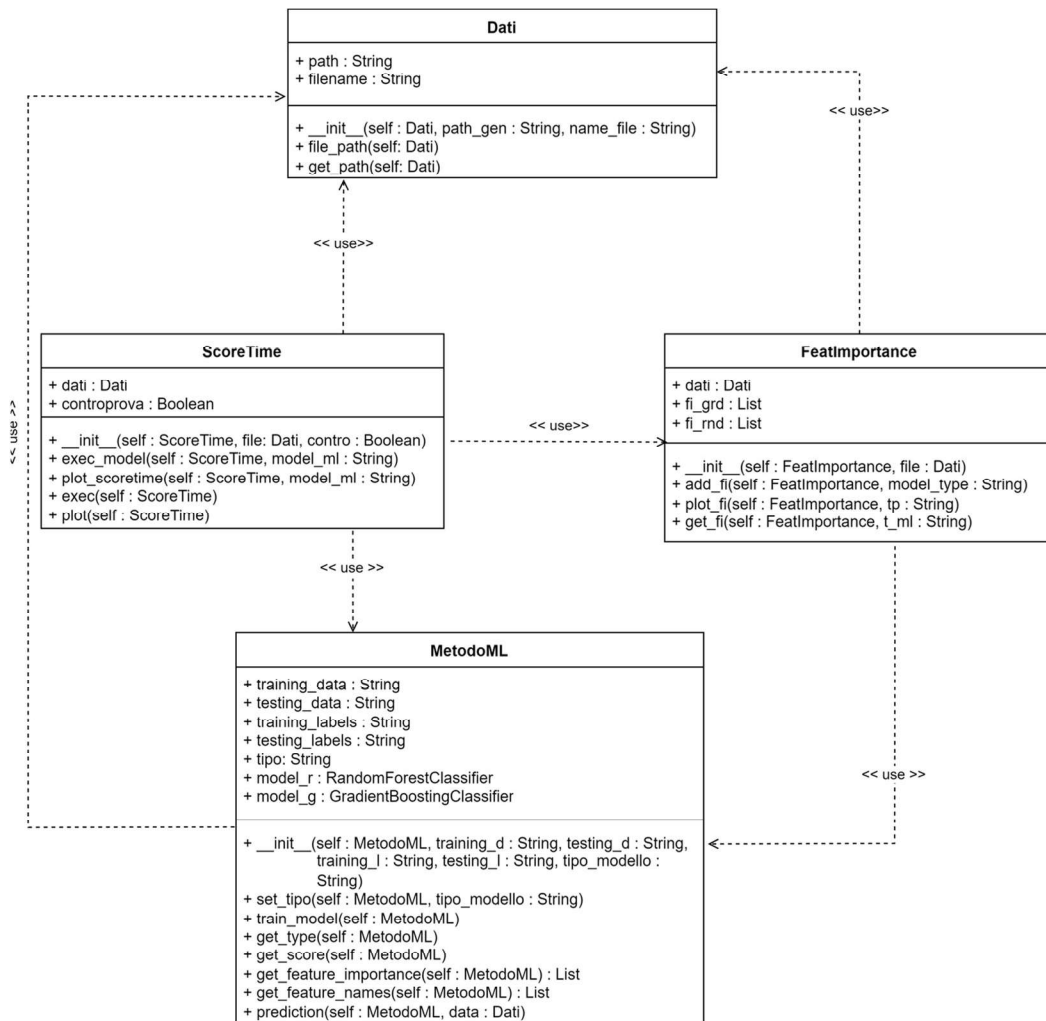 Dati
+ path : String
+ filename : String
+ __init__(self : Dati, path_gen : String, name_file : String)
+ file_path(self: Dati)
+ get_path(self: Dati)
<< use>>
<< use>>
<< use >>
ScoreTime
+ dati : Dati
+ controprova : Boolean
+ __init__(self : ScoreTime, file: Dati, contro : Boolean)
+ exec_model(self : ScoreTime, model_ml : String)
+ plot_scoretime(self : ScoreTime, model_ml : String)
+ exec(self : ScoreTime)
+ plot(self : ScoreTime)
<< use>>
FeatImportance
+ dati : Dati
+ fi_grd : List
+ fi_rnd : List
+ __init__(self : FeatImportance, file : Dati)
+ add_fi(self : FeatImportance, model_type : String)
+ plot_fi(self : FeatImportance, tp : String)
+ get_fi(self : FeatImportance, t_ml : String)
<< use >>
<< use >>
MetodoML
+ training_data : String
+ testing_data : String
+ training_labels : String
+ testing_labels : String
+ tipo: String
+ model_r : RandomForestClassifier
+ model_g : GradientBoostingClassifier
+ __init__(self : MetodoML, training_d : String, testing_d : String,
training_l : String, testing_l : String, tipo_modello :
String)
+ set_tipo(self : MetodoML, tipo_modello : String)
+ train_model(self : MetodoML)
+ get_type(self : MetodoML)
+ get_score(self : MetodoML)
+ get_feature_importance(self : MetodoML) : List
+ get_feature_names(self : MetodoML) : List
+ prediction(self : MetodoML, data : Dati)